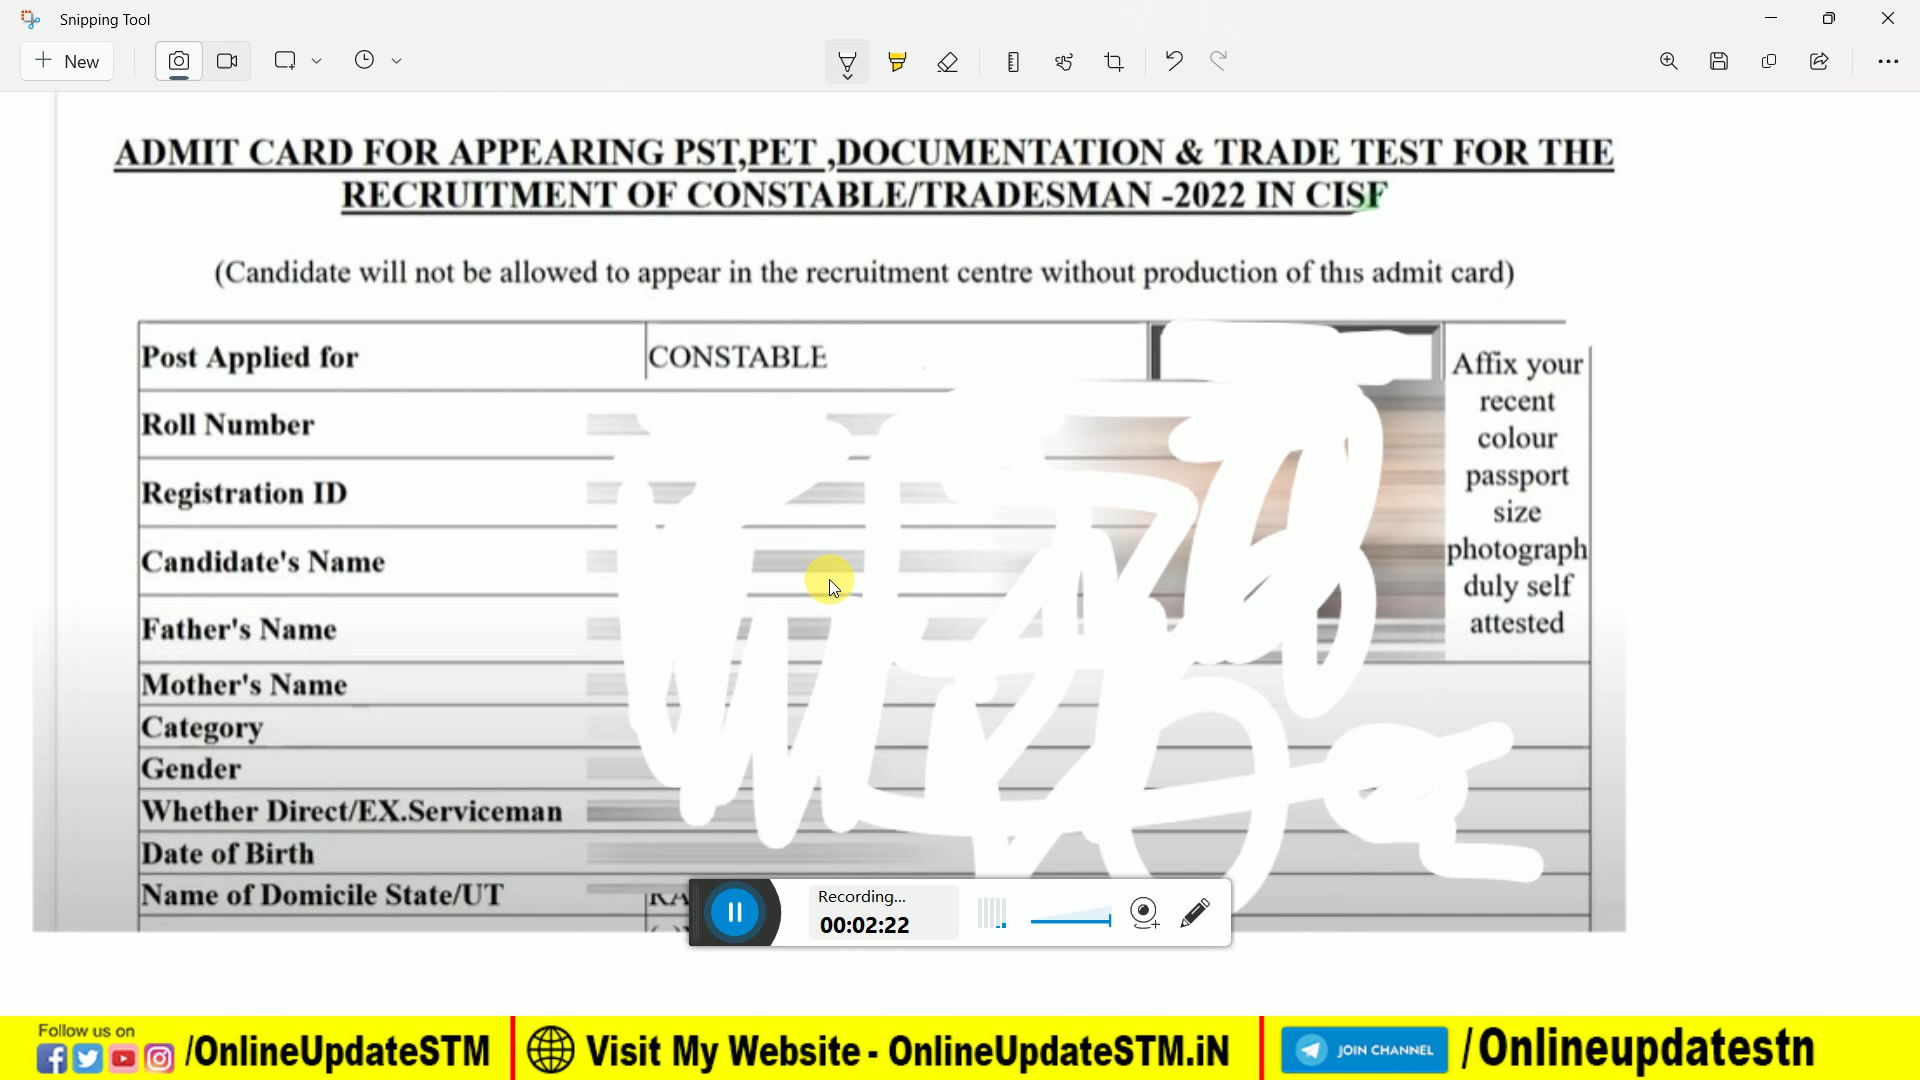 Snipping Tool
New
ADMIT CARD FOR APPEARING PST,PET ,DOCUMENTATION & TRADE TEST FOR THE
RECRUITMENT OF CONSTABLE/TRADESMAN -2022 IN CISF
(Candidate will not be allowed to appear in the recruitment centre without production of this admit card)
Post Applied for CONSTABLE
Affix your
recent
colour
passport
size
photograph
duly self
attested
Roll Number
Registration ID
Candidate's Name
Father's Name
Mother's Name
Category
Gender
Whether Direct/EX.Serviceman
Date of Birth
Name of Domicile State/UT
Recording...
00:02:22
Follow us on
/OnlineUpdateSTM
Visit My Website - OnlineUpdateSTM.iN
JOIN CHANNEL
/Onlineupdatestn